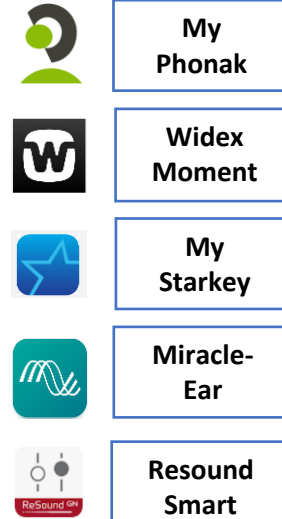 My
Phonak
W
Widex
Moment
My
Starkey
Miracle-
Ear
ReSound GN
Resound
Smart